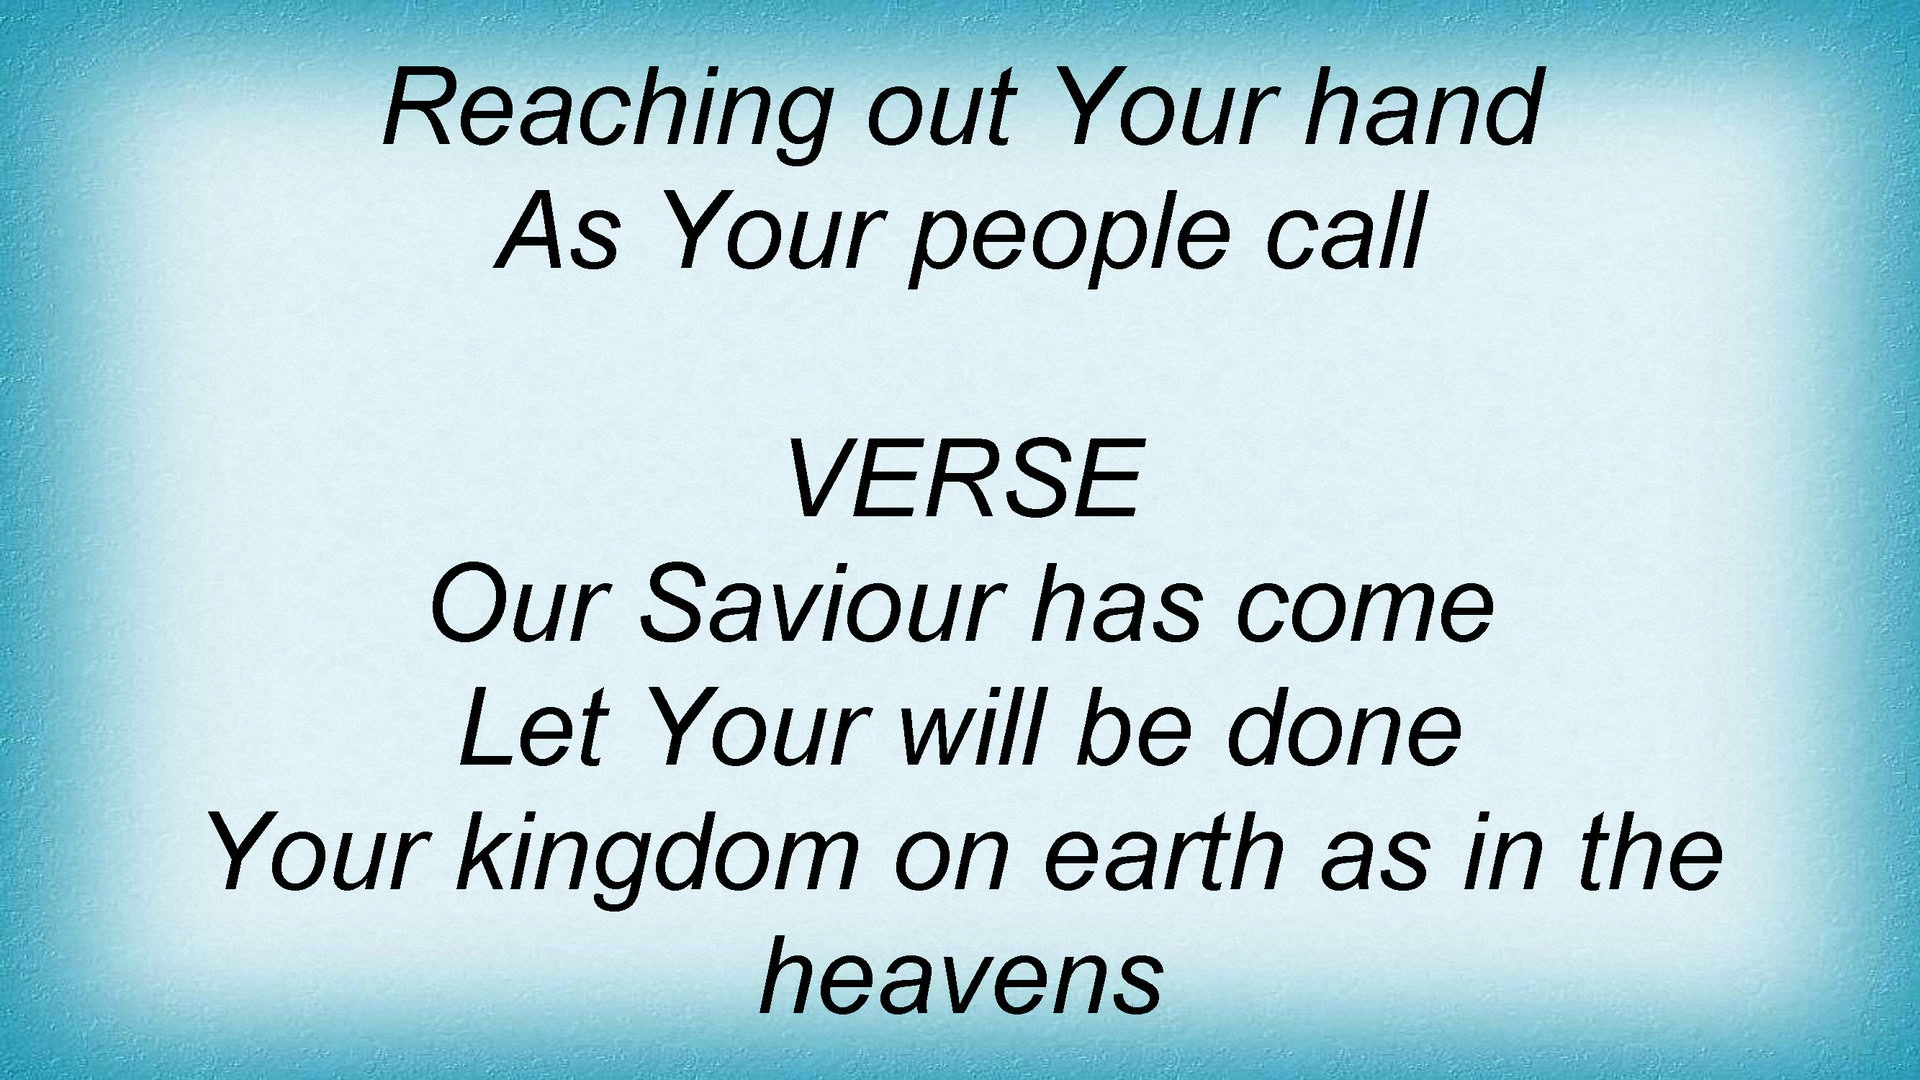 Reaching out Your hand
As Your people call
VERSE
Our Saviour has come
Let Your will be done
Your kingdom on earth as in the
heavens